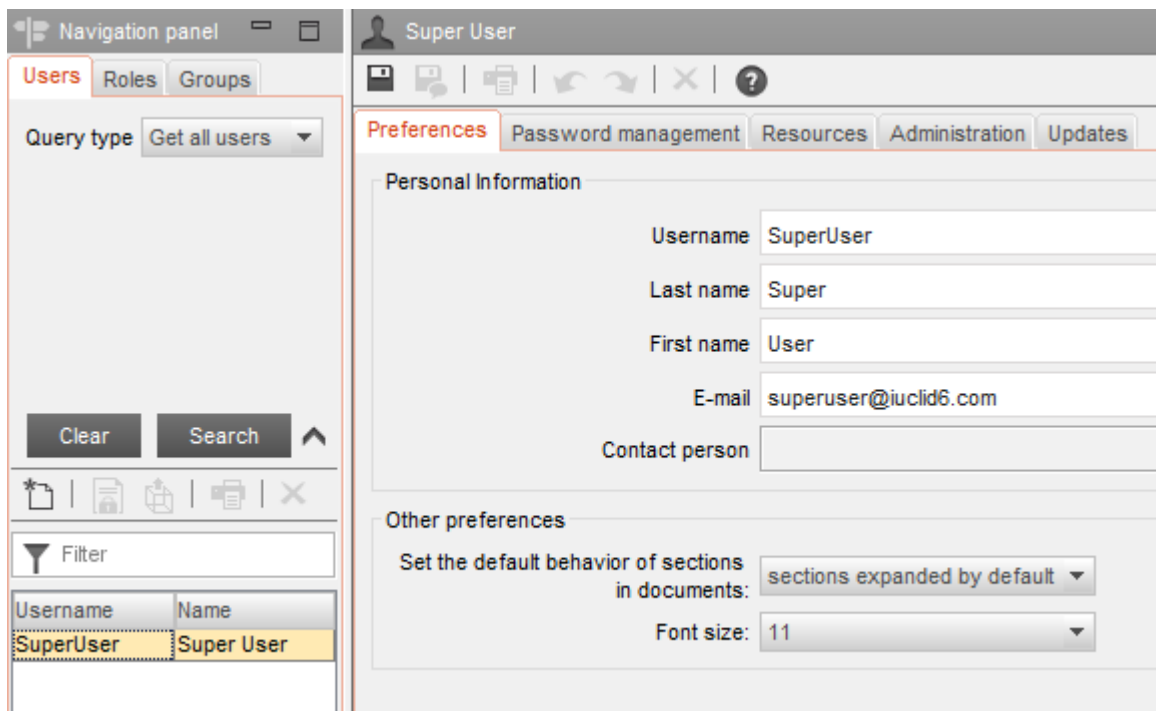 Navigation panel
Users Roles Groups
Query type Get all users
Clear Search
Filter
Username Name
SuperUser Super User
Super User
Preferences Password management Resources Administration Updates
Personal Information
Username SuperUser
Last name Super
First name User
E-mail superuser@iuclid6.com
Contact person
Other preferences
Set the default behavior of sections
in documents: sections expanded by default
Font size: 11